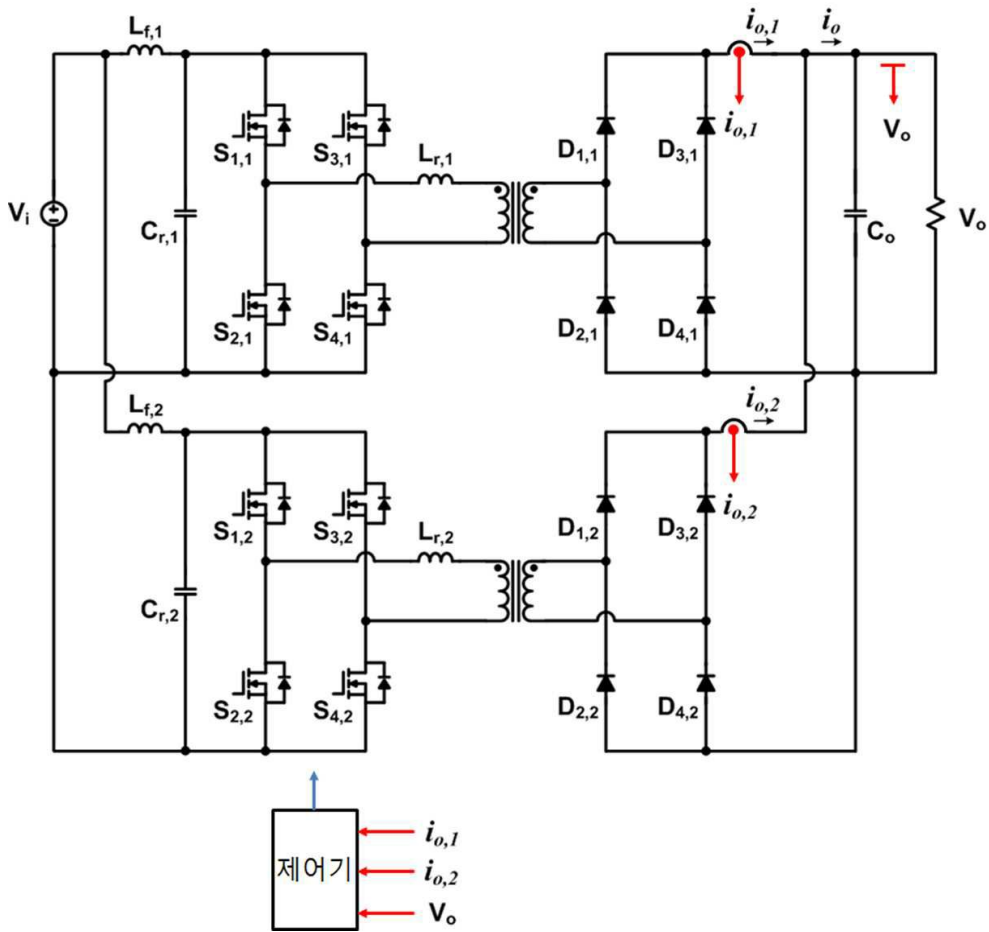 L_f,1
i_o,1
i_o
S_1,1
S_3,1
i_o,1
V_o
D_1,1
D_3,1
L_r,1
V_i
C_r,1
C_o
V_o
S_2,1
S_4,1
D_2,1
D_4,1
L_f,2
i_o,2
S_1,2
S_3,2
i_o,2
D_1,2
D_3,2
L_r,2
C_r,2
S_2,2
S_4,2
D_2,2
D_4,2
제어기
i_o,1
i_o,2
V_o